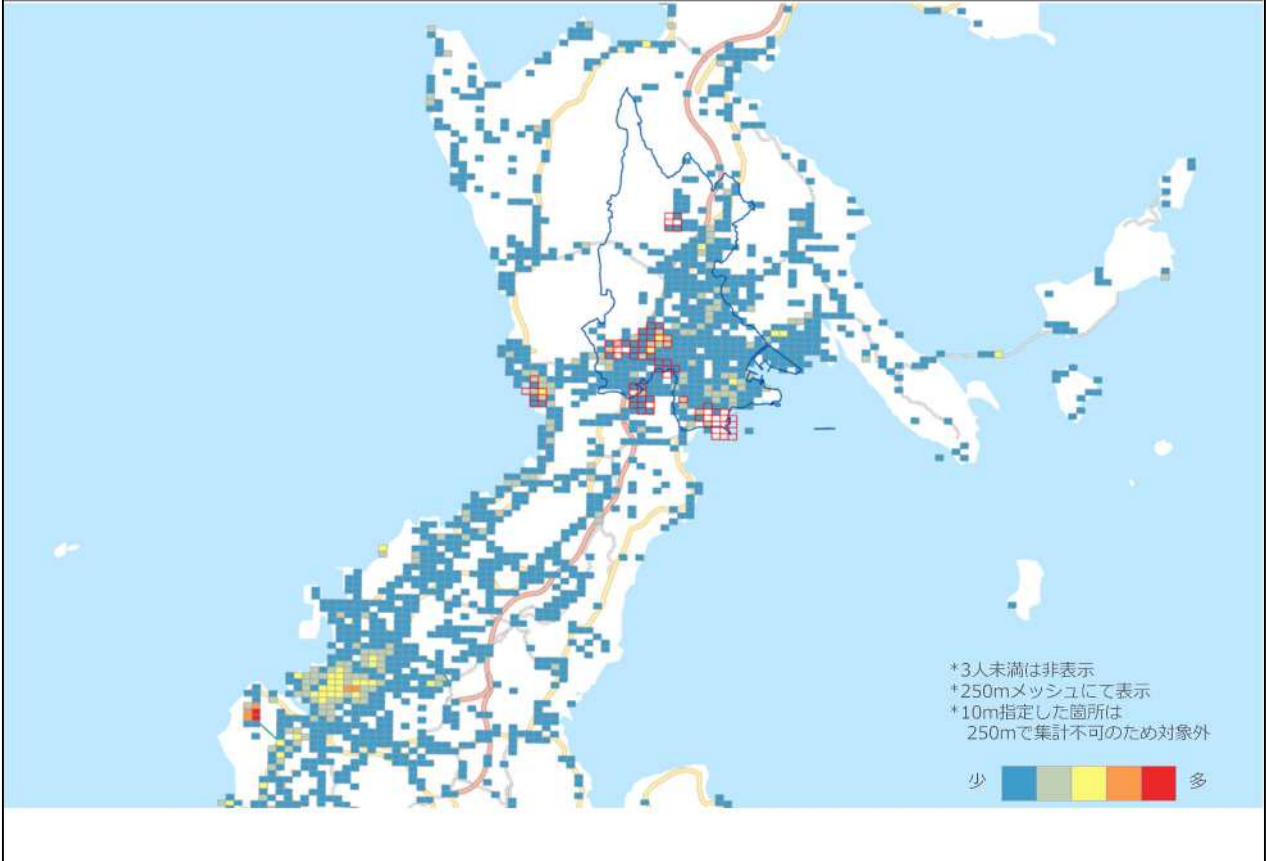 *3人未満は非表示
*250mメッシュにて表示
*10m指定した箇所は
250mで集計不可のため対象外
少 多